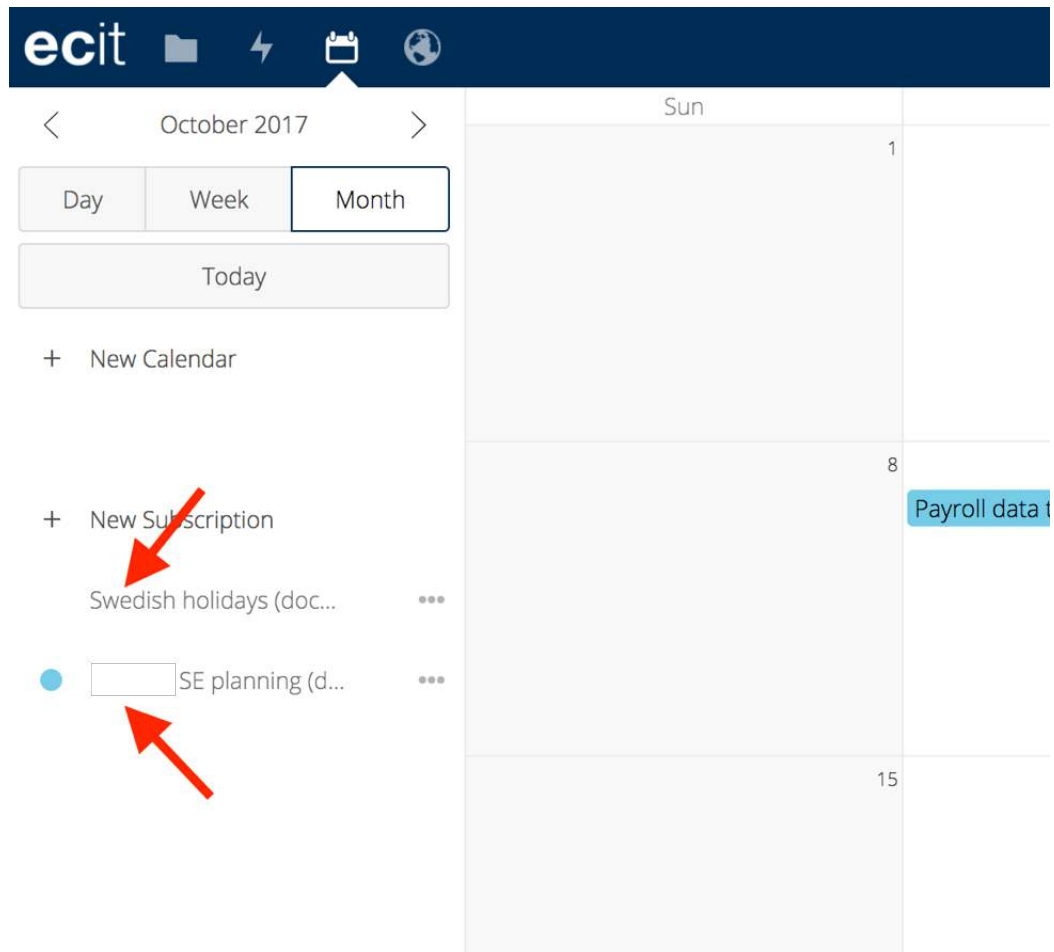 ecit
October 2017
Day Week Month
Today
+ New Calendar
+ New Subscription
Swedish holidays (doc... •••
SE planning (d... •••
Sun
1
8
Payroll data t
15